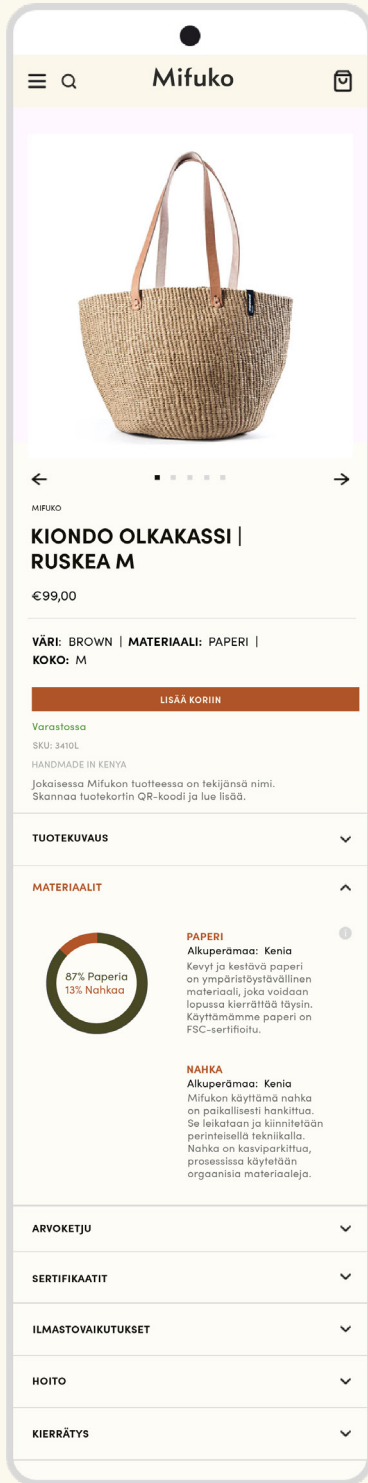 Mifuko
MIFUKO
KIONDO OLKAKASSI |
RUSKEA M
€99,00
VÄRI: BROWN | MATERIAALI: PAPERI |
KOKO: M
LISÄÄ KORIIN
Varastossa
SKU: 3410L
HANDMADE IN KENYA
Jokaisessa Mifukon tuotteessa on tekijänsä nimi.
Skannaa tuotekortin QR-koodi ja lue lisää.
TUOTEKUVAUS
MATERIAALIT
87% Paperia
13% Nahkaa
PAPERI
Alkuperämaa: Kenia
Kevyt ja kestävä paperi
on ympäristöystävällinen
materiaali, joka voidaan
lopussa kierrättää täysin.
Käyttämämme paperi on
FSC-sertifioitu.
NAHKA
Alkuperämaa: Kenia
Mifukon käyttämä nahka
on paikallisesti hankittua.
Se leikataan ja kiinnitetään
perinteisellä tekniikalla.
Nahka on kasviparkittua,
prosessissa käytetään
orgaanisia materiaaleja.
ARVOKETJU
SERTIFIKAATIT
ILMASTOVAIKUTUKSET
HOITO
KIERRÄTYS